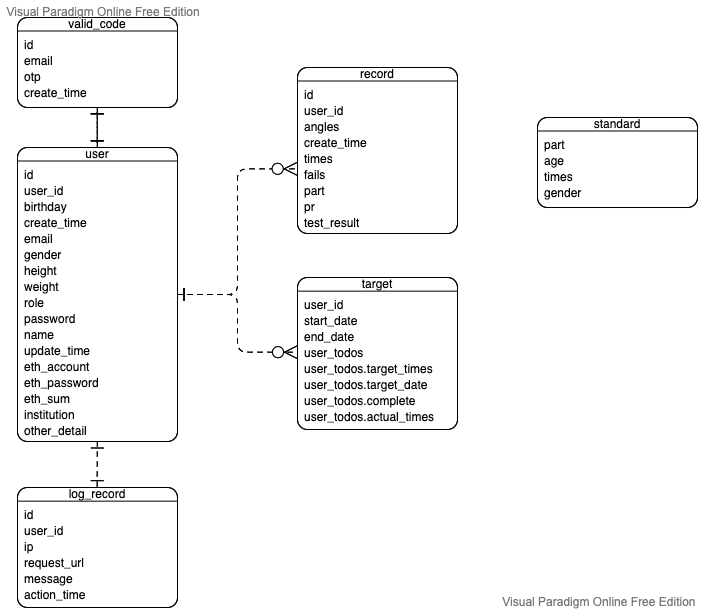 Visual Paradigm Online Free Edition
valid_code
id
email
otp
create_time
user
id
user_id
birthday
create_time
email
gender
height
weight
role
password
name
update_time
eth_account
eth_password
eth_sum
institution
other_detail
log_record
id
user_id
ip
request_url
message
action_time
record
id
user_id
angles
create_time
times
fails
part
pr
test_result
target
user_id
start_date
end_date
user_todos
user_todos.target_times
user_todos.target_date
user_todos.complete
user_todos.actual_times
standard
part
age
times
gender
Visual Paradigm Online Free Edition